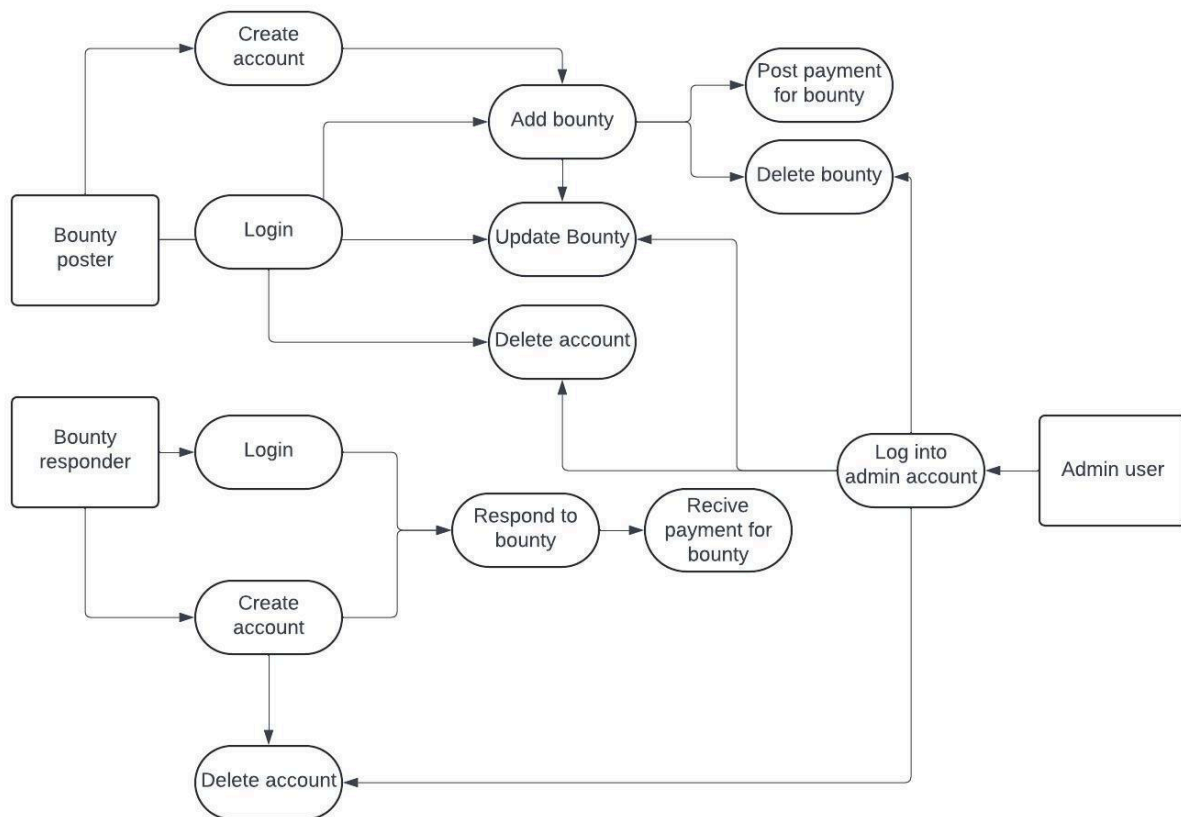 Create
account
Post payment
for bounty
Add bounty
Delete bounty
Bounty
poster
Login
Update Bounty
Delete account
Bounty
responder
Login
Log into
admin account
Admin user
Respond to
bounty
Recive
payment for
bounty
Create
account
Delete account